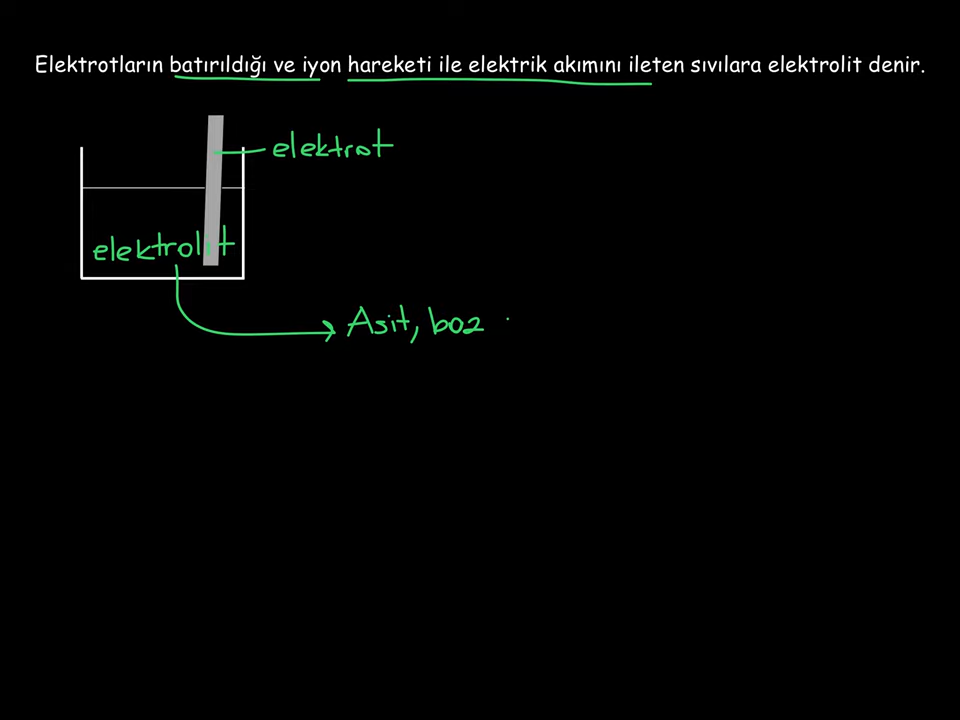 Elektrotların batırıldığı ve iyon hareketi ile elektrik akımını ileten sıvılara elektrolit denir.
elektrot
elektrolit
Asit, baz